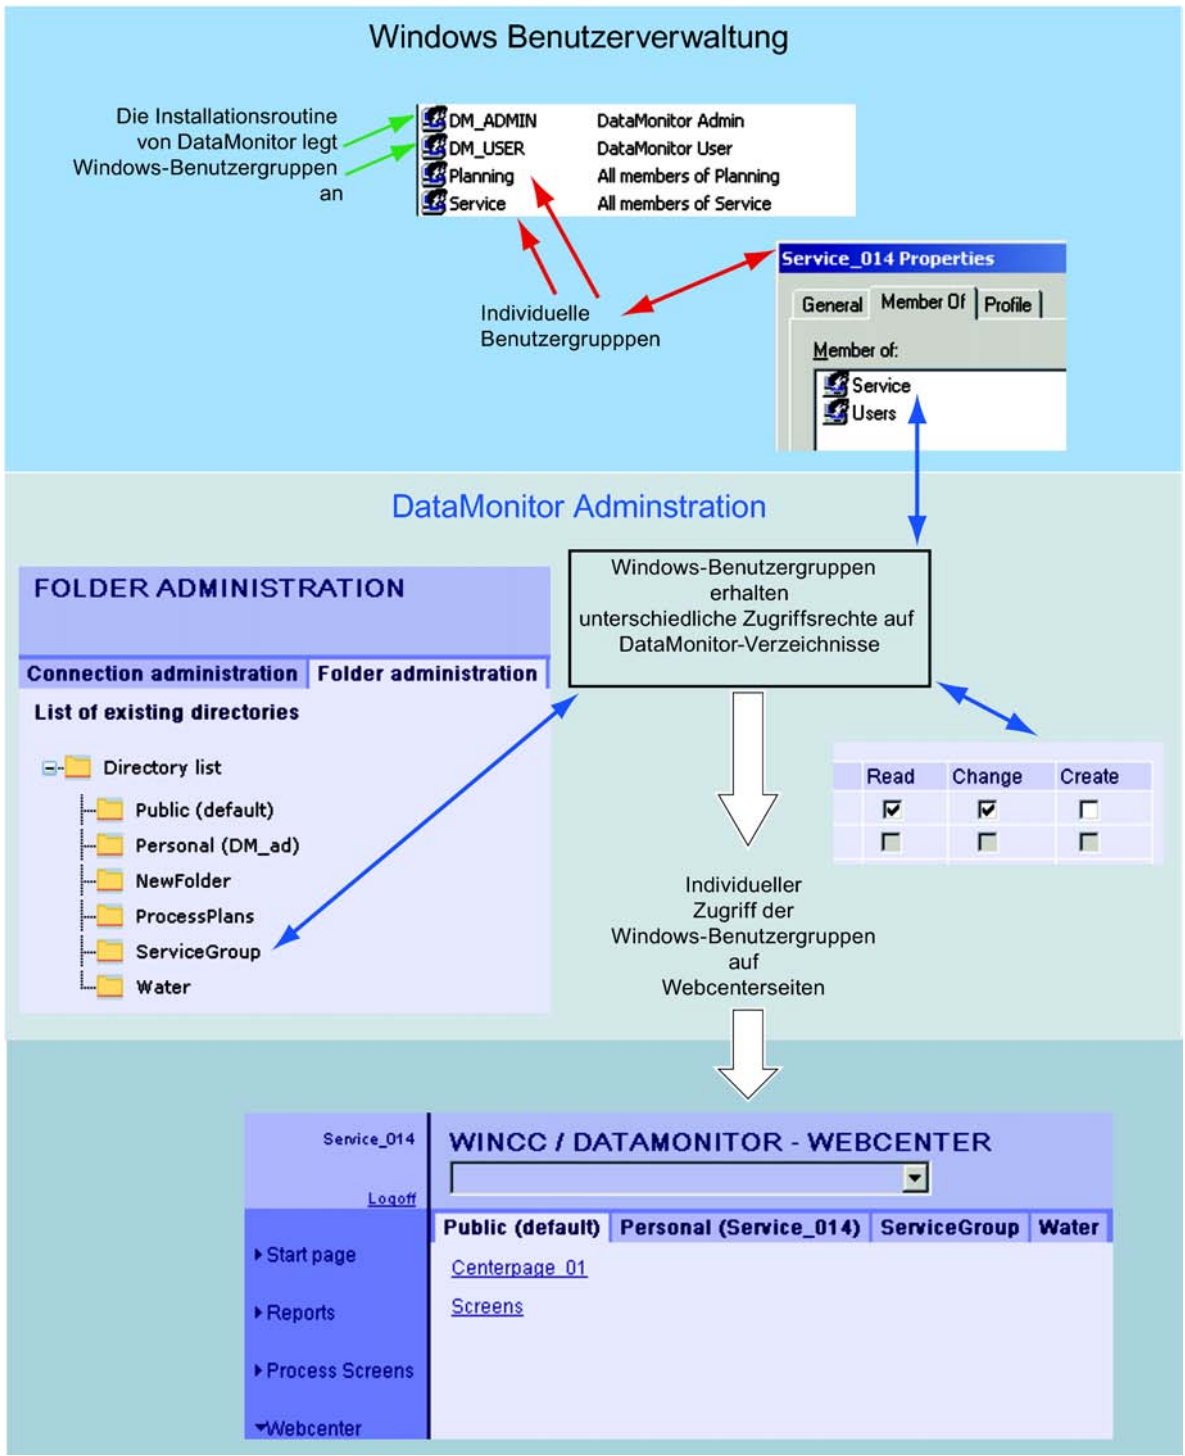 Windows Benutzerverwaltung
Die Installationsroutine
von DataMonitor legt
Windows-Benutzergruppen
an
DM_ADMIN DataMonitor Admin
DM_USER DataMonitor User
Planning All members of Planning
Service All members of Service
Individuelle
Benutzergrupppen
Service_014 Properties
General Member Of Profile
Member of:
Service
Users
DataMonitor Adminstration
FOLDER ADMINISTRATION
Connection administration Folder administration
List of existing directories
Directory list
Public (default)
Personal (DM_ad)
NewFolder
ProcessPlans
ServiceGroup
Water
Windows-Benutzergruppen
erhalten
unterschiedliche Zugriffsrechte auf
DataMonitor-Verzeichnisse
Read Change Create
Individueller
Zugriff der
Windows-Benutzergruppen
auf
Webcenterseiten
Service_014
Logoff
WINCC / DATAMONITOR - WEBCENTER
Public (default) Personal (Service_014) ServiceGroup Water
Start page
Reports
Process Screens
Webcenter
Centerpage_01
Screens